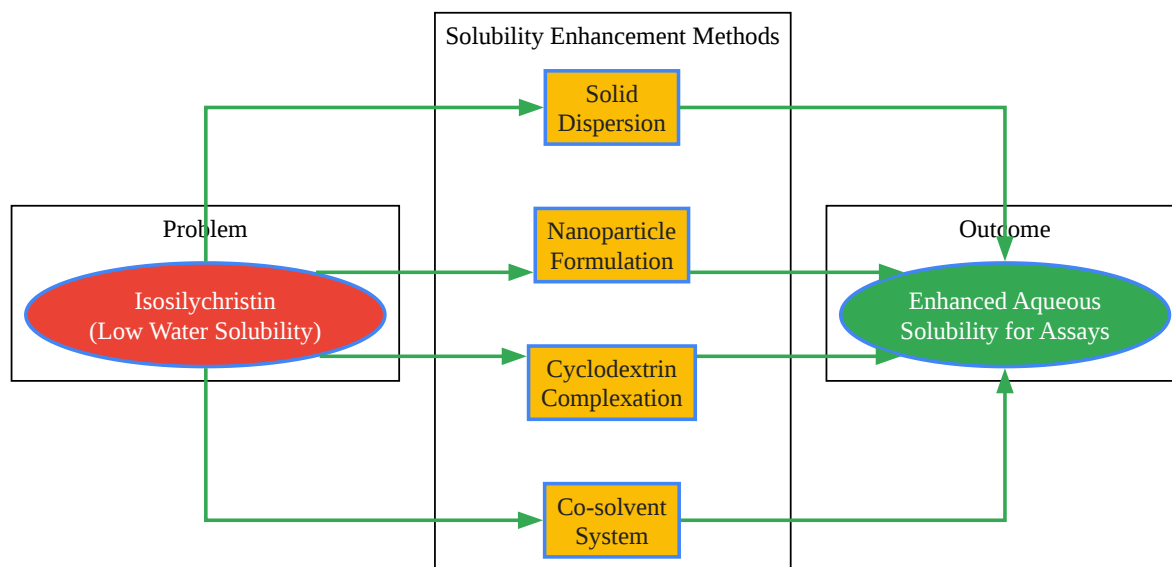 Solubility Enhancement Methods
Solid
Dispersion
Problem
Nanoparticle
Formulation
Outcome
Isosilychristin
(Low Water Solubility)
Enhanced Aqueous
Solubility for Assays
Cyclodextrin
Complexation
Co-solvent
System